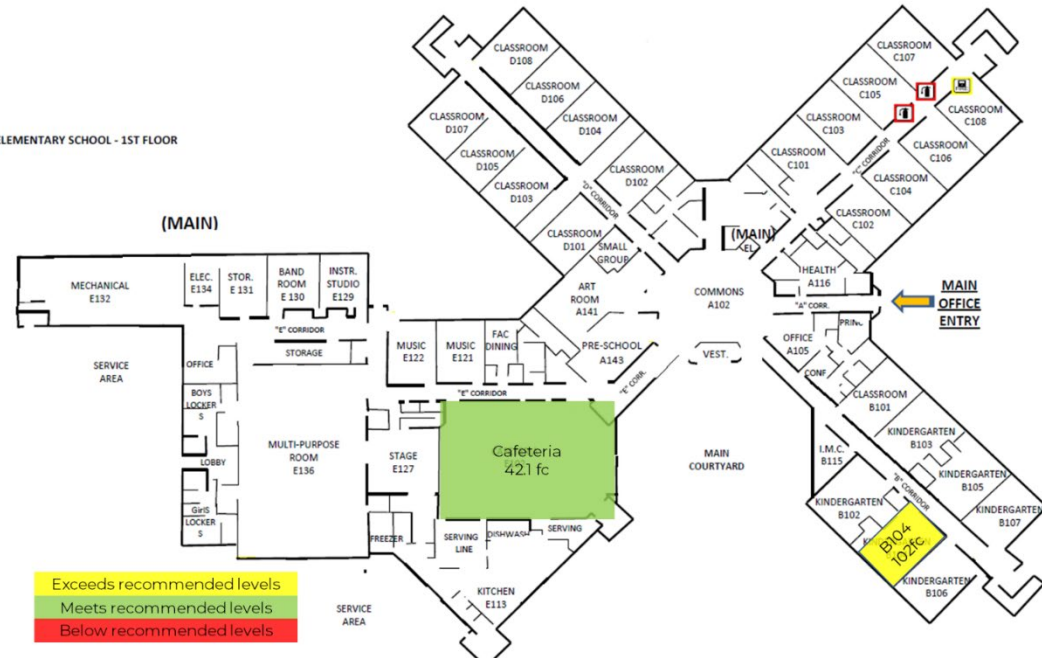 ELEMENTARY SCHOOL - 1ST FLOOR
(MAIN)
CLASSROOM
D108
CLASSROOM
D106
CLASSROOM
D104
CLASSROOM
D102
CLASSROOM
D107
CLASSROOM
D105
CLASSROOM
D103
CLASSROOM
D101
"D" CORRIDOR
SMALL
GROUP
CLASSROOM
C107
CLASSROOM
C105
CLASSROOM
C103
CLASSROOM
C101
"C" CORRIDOR
CLASSROOM
C108
CLASSROOM
C106
CLASSROOM
C104
CLASSROOM
C102
(MAIN)
EL.
HEALTH
A116
"A" CORR.
MAIN
OFFICE
ENTRY
COMMONS
A102
OFFICE
A105
PRINC
CONF
VEST.
ART
ROOM
A141
PRE-SCHOOL
A143
"E" CORR.
MECHANICAL
E132
ELEC.
E134
STOR.
E 131
BAND
ROOM
E 130
INSTR.
STUDIO
E129
"E" CORRIDOR
STORAGE
MUSIC
E122
MUSIC
E121
FAC
DINING
"E" CORRIDOR
SERVICE
AREA
OFFICE
BOYS
LOCKER
S
LOBBY
GirlS
LOCKER
S
MULTI-PURPOSE
ROOM
E136
STAGE
E127
Cafeteria
42.1 fc
FREEZER
SERVING
LINE
DISHWASH
SERVING
KITCHEN
E113
SERVICE
AREA
MAIN
COURTYARD
CLASSROOM
B101
KINDERGARTEN
B103
KINDERGARTEN
B105
KINDERGARTEN
B107
I.M.C.
B115
"B" CORRIDOR
KINDERGARTEN
B102
B104
102fc
KINDERGARTEN
B106
Exceeds recommended levels
Meets recommended levels
Below recommended levels